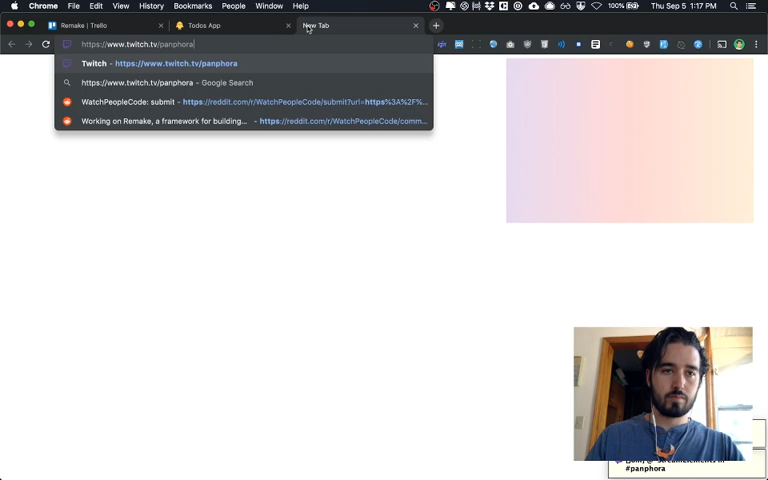 Chrome File Edit View History Bookmarks People Window Help 100% Thu Sep 5 1:17 PM
Remake | Trello
Todos App
New Tab
https://www.twitch.tv/panphora
Twitch - https://www.twitch.tv/panphora
https://www.twitch.tv/panphora - Google Search
WatchPeopleCode: submit - https://reddit.com/r/WatchPeopleCode/submit?url=https%3A%2F%...
Working on Remake, a framework for building... - https://reddit.com/r/WatchPeopleCode/comm...
#panphora